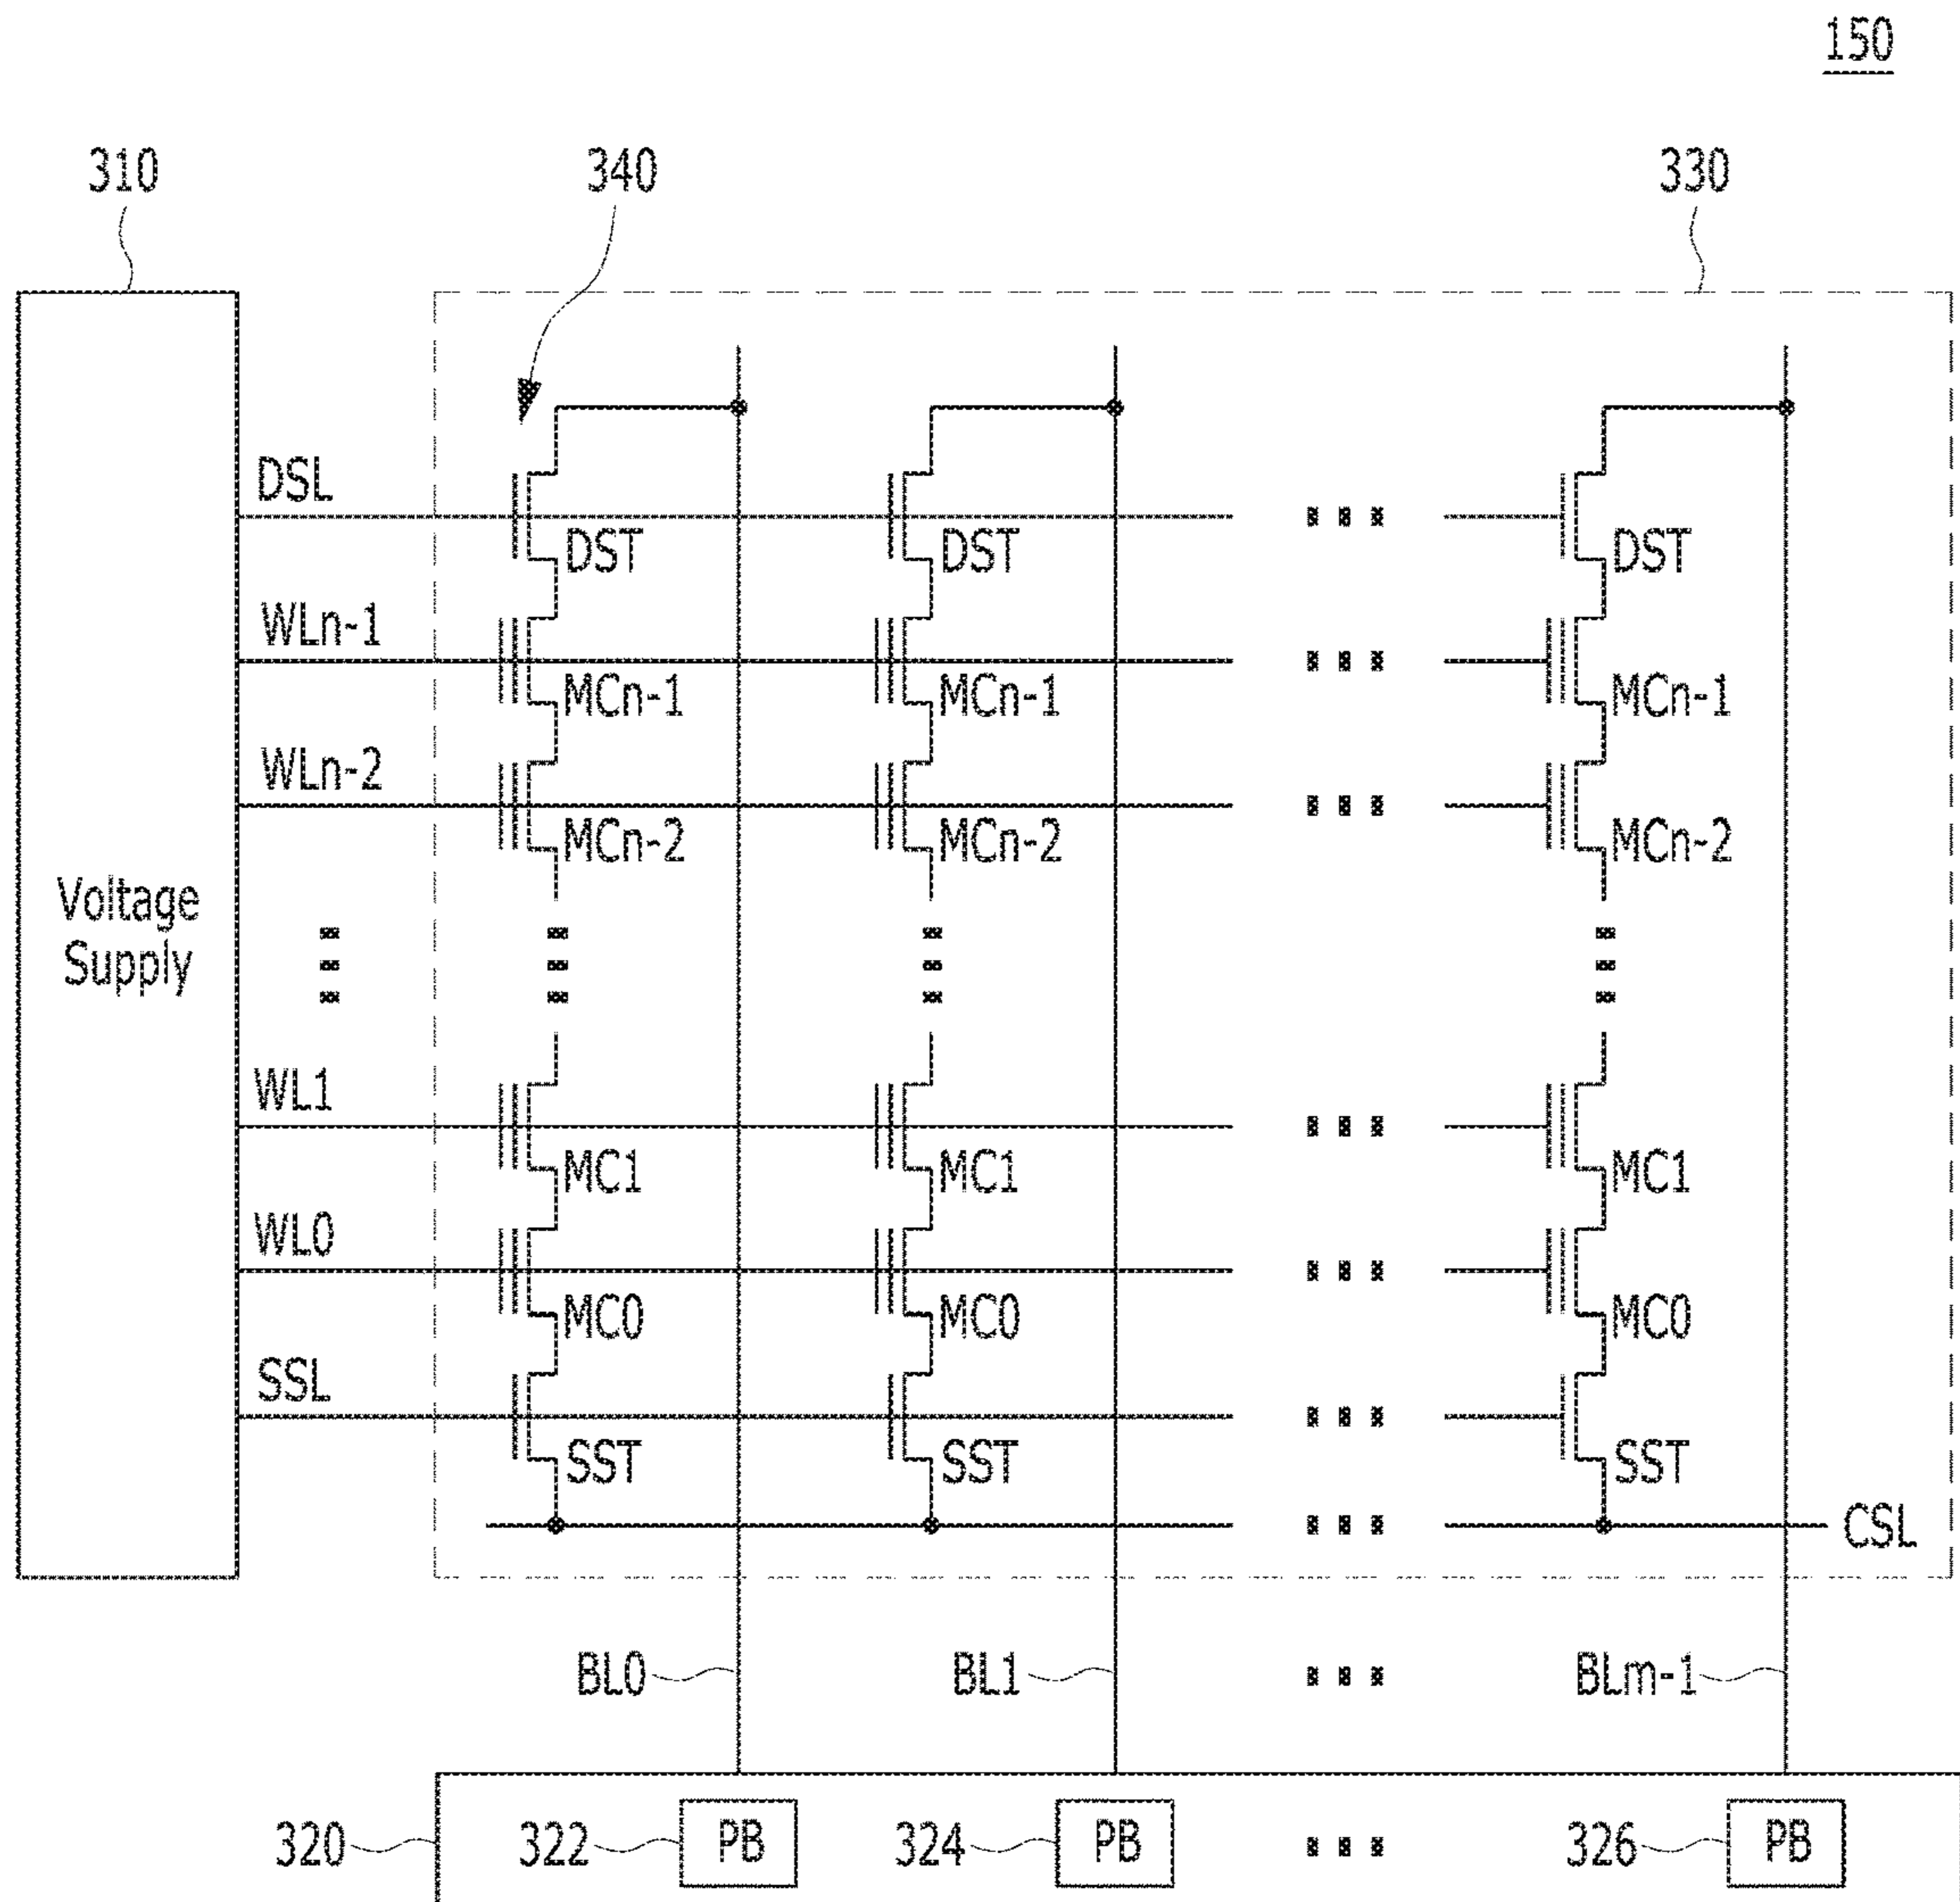 150
310
340
330
DSL
DST DST DST
WLn-1
MCn-1 MCn-1 MCn-1
WLn-2
MCn-2 MCn-2 MCn-2
Voltage
Supply
WL1
MC1 MC1 MC1
WL0
MC0 MC0 MC0
SSL
SST SST SST
CSL
BL0 BL1 BLm-1
320 322 PB 324 PB 326 PB